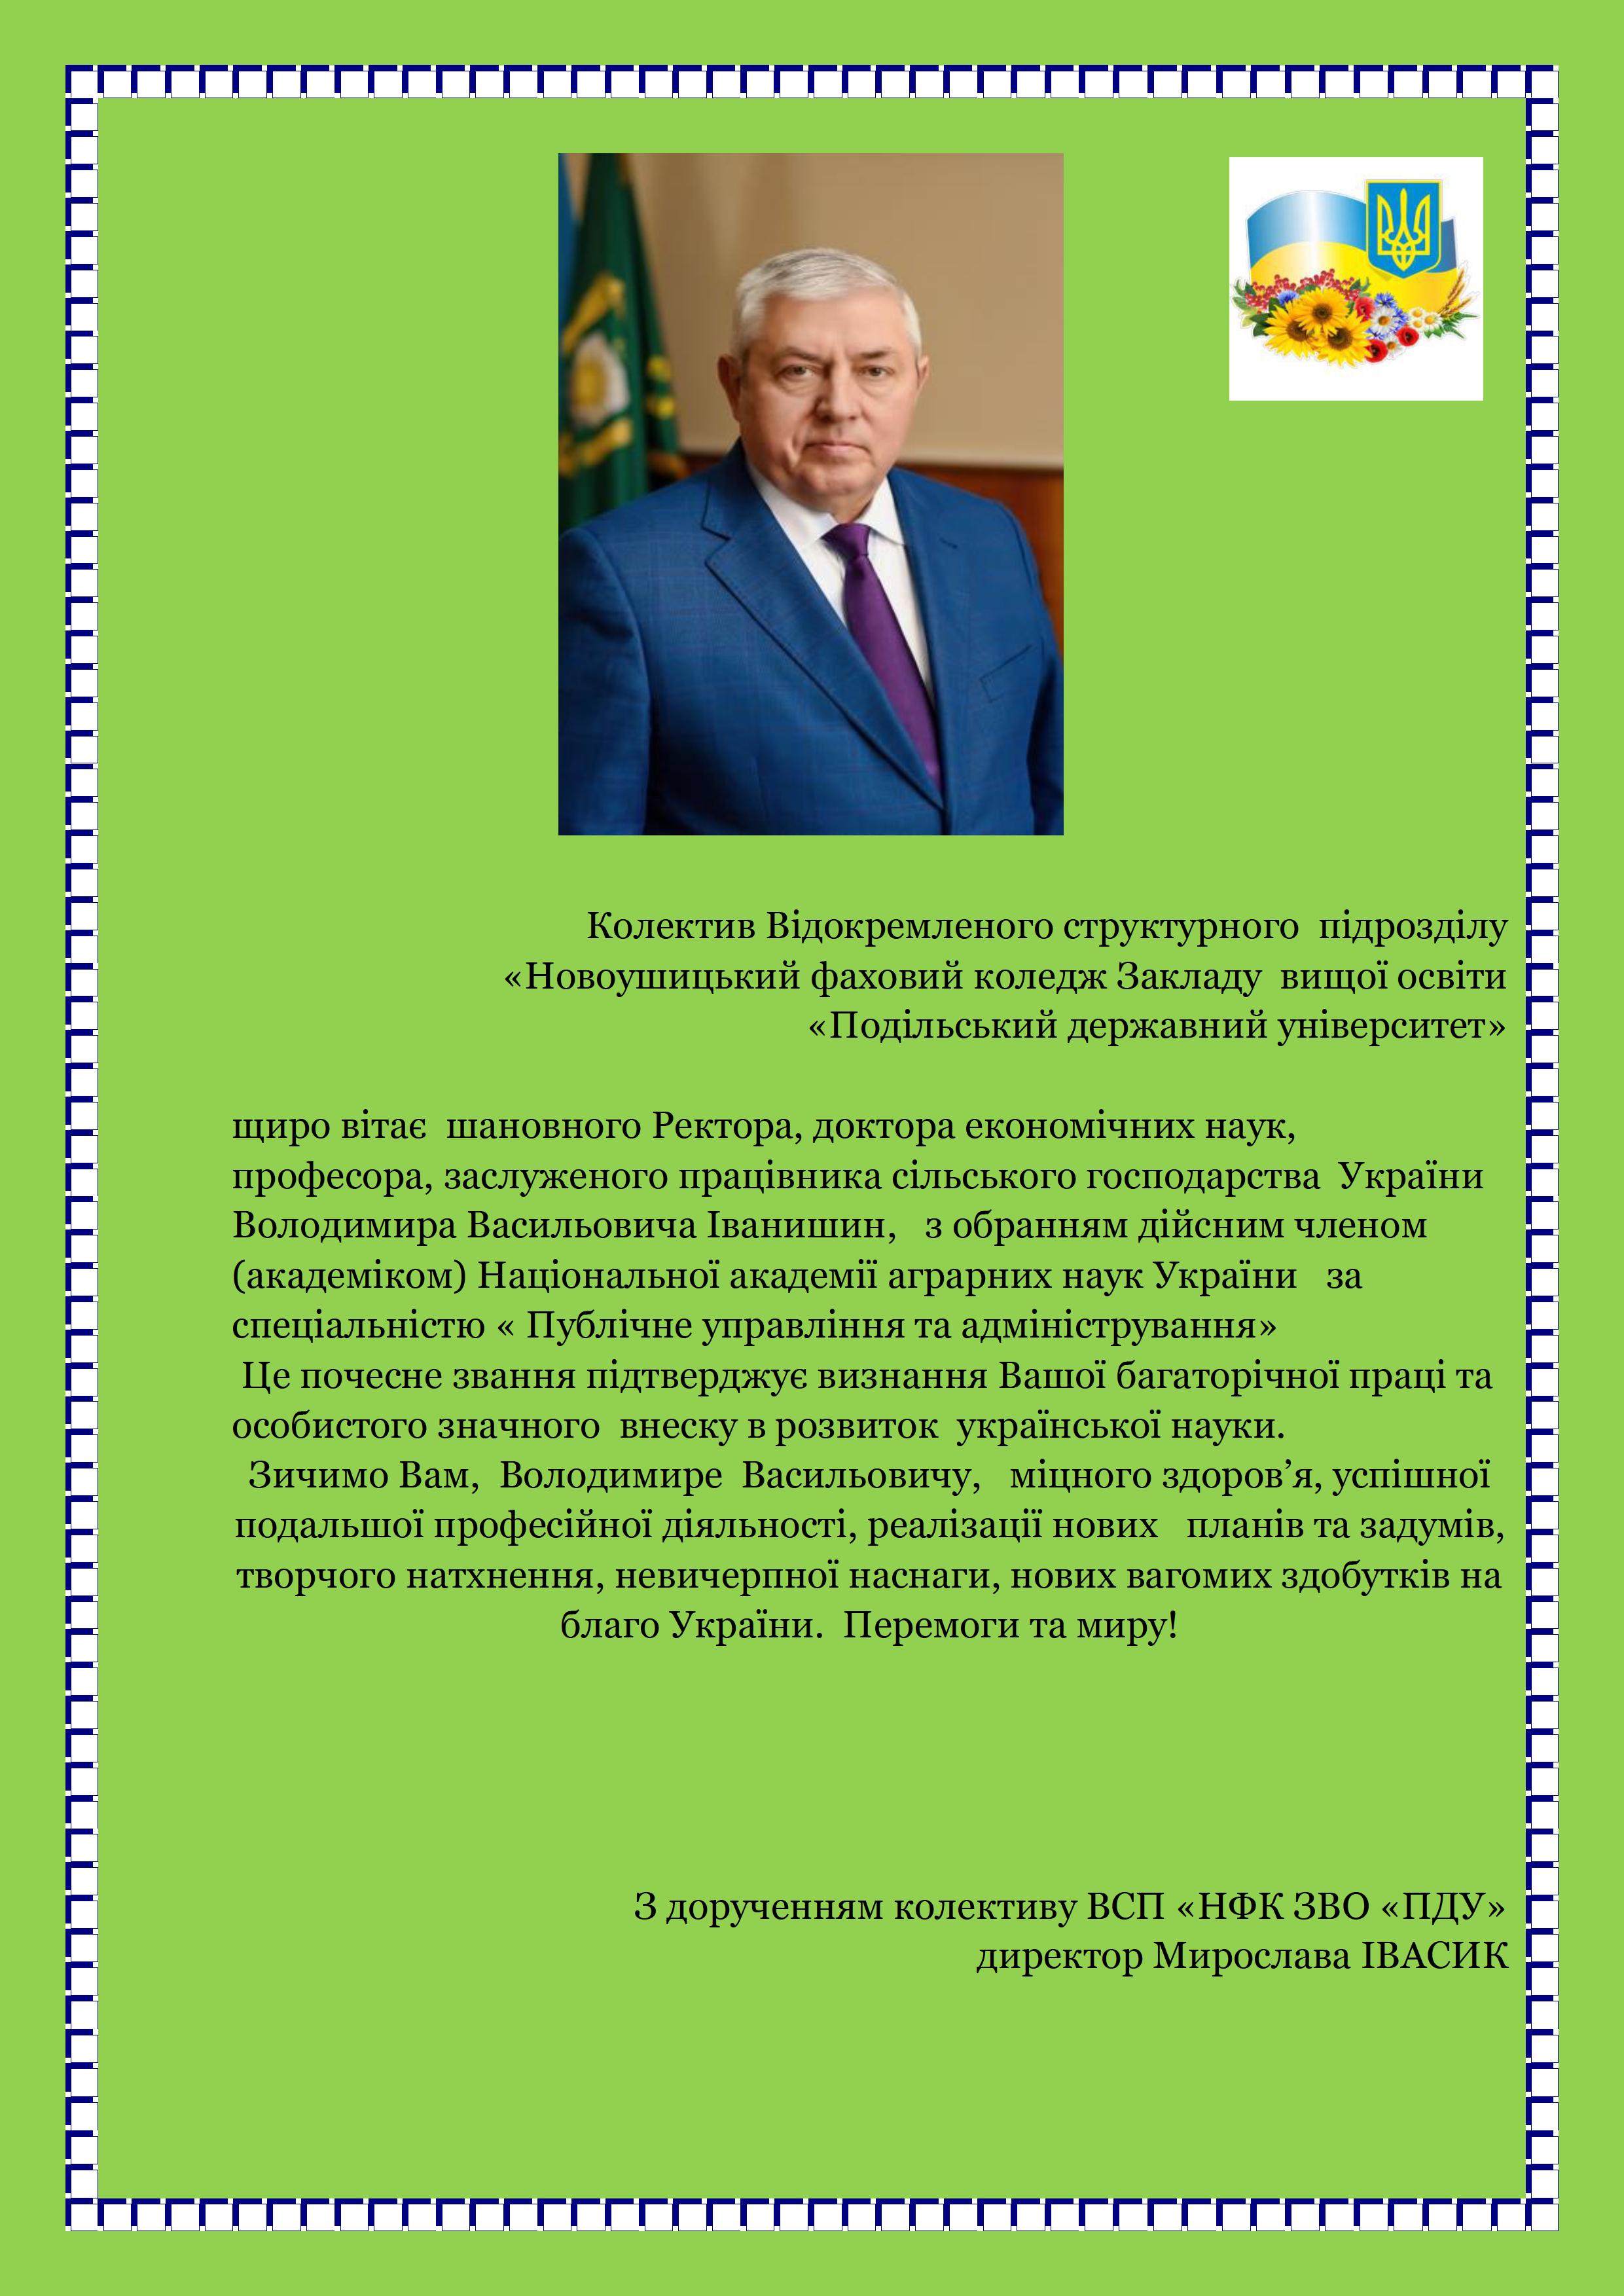 Колектив Відокремленого структурного підрозділу
«Новоушицький фаховий коледж Закладу вищої освіти
«Подільський державний університет»
щиро вітає шановного Ректора, доктора економічних наук,
професора, заслуженого працівника сільського господарства України
Володимира Васильовича Іванишин, з обранням дійсним членом
(академіком) Національної академії аграрних наук України за
спеціальністю « Публічне управління та адміністрування»
Це почесне звання підтверджує визнання Вашої багаторічної праці та
особистого значного внеску в розвиток української науки.
Зичимо Вам, Володимире Васильовичу, міцного здоров’я, успішної
подальшої професійної діяльності, реалізації нових планів та задумів,
творчого натхнення, невичерпної наснаги, нових вагомих здобутків на
благо України. Перемоги та миру!
З дорученням колективу ВСП «НФК ЗВО «ПДУ»
директор Мирослава ІВАСИК